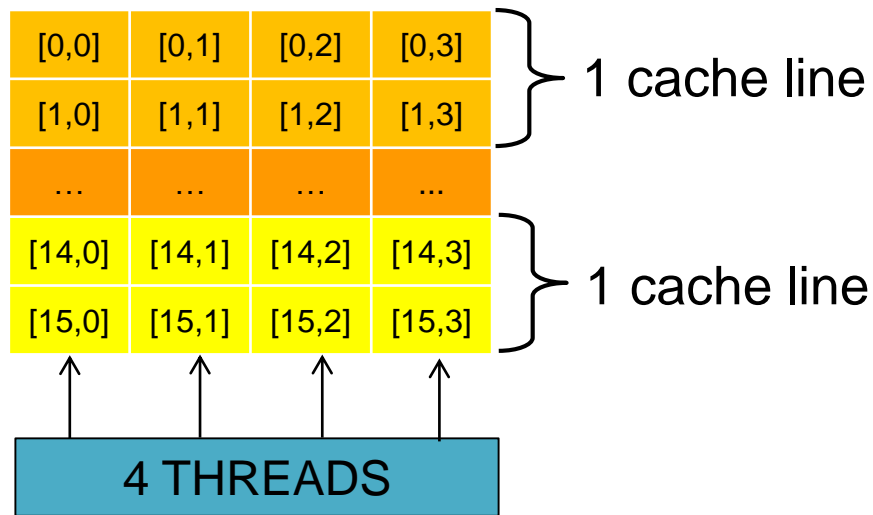 [0,0] [0,1] [0,2] [0,3]
1 cache line
[1,0] [1,1] [1,2] [1,3]
... ... ... ...
[14,0] [14,1] [14,2] [14,3]
1 cache line
[15,0] [15,1] [15,2] [15,3]
4 THREADS